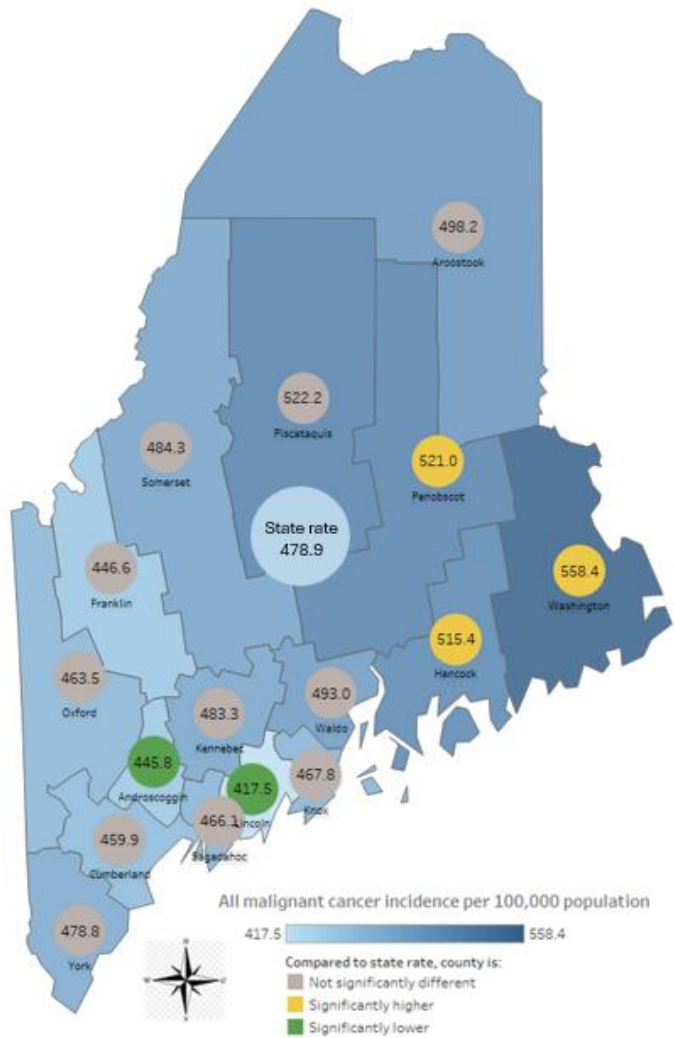 498.2
Aroostook
522.2
Piscataquis
484.3
Somerset
521.0
Penobscot
State rate
478.9
446.6
Franklin
558.4
Washington
515.4
Hancock
463.5
Oxford
493.0
Waldo
483.3
Kennebec
445.8
Androscoggin
417.5
Lincoln
467.8
Knox
466.1
Sagadahoc
459.9
Cumberland
478.8
York
All malignant cancer incidence per 100,000 population
417.5 558.4
Compared to state rate, county is:
Not significantly different
Significantly higher
Significantly lower